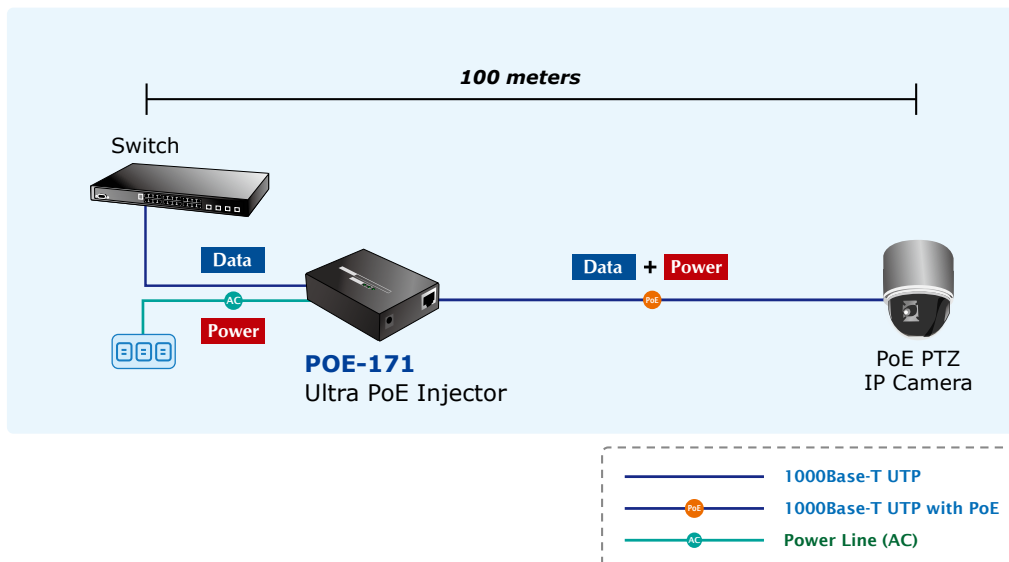 100 meters
Switch
Data
AC
Power
Data + Power
PoE
POE-171
Ultra PoE Injector
PoE PTZ
IP Camera
1000Base-T UTP
PoE
1000Base-T UTP with PoE
AC
Power Line (AC)